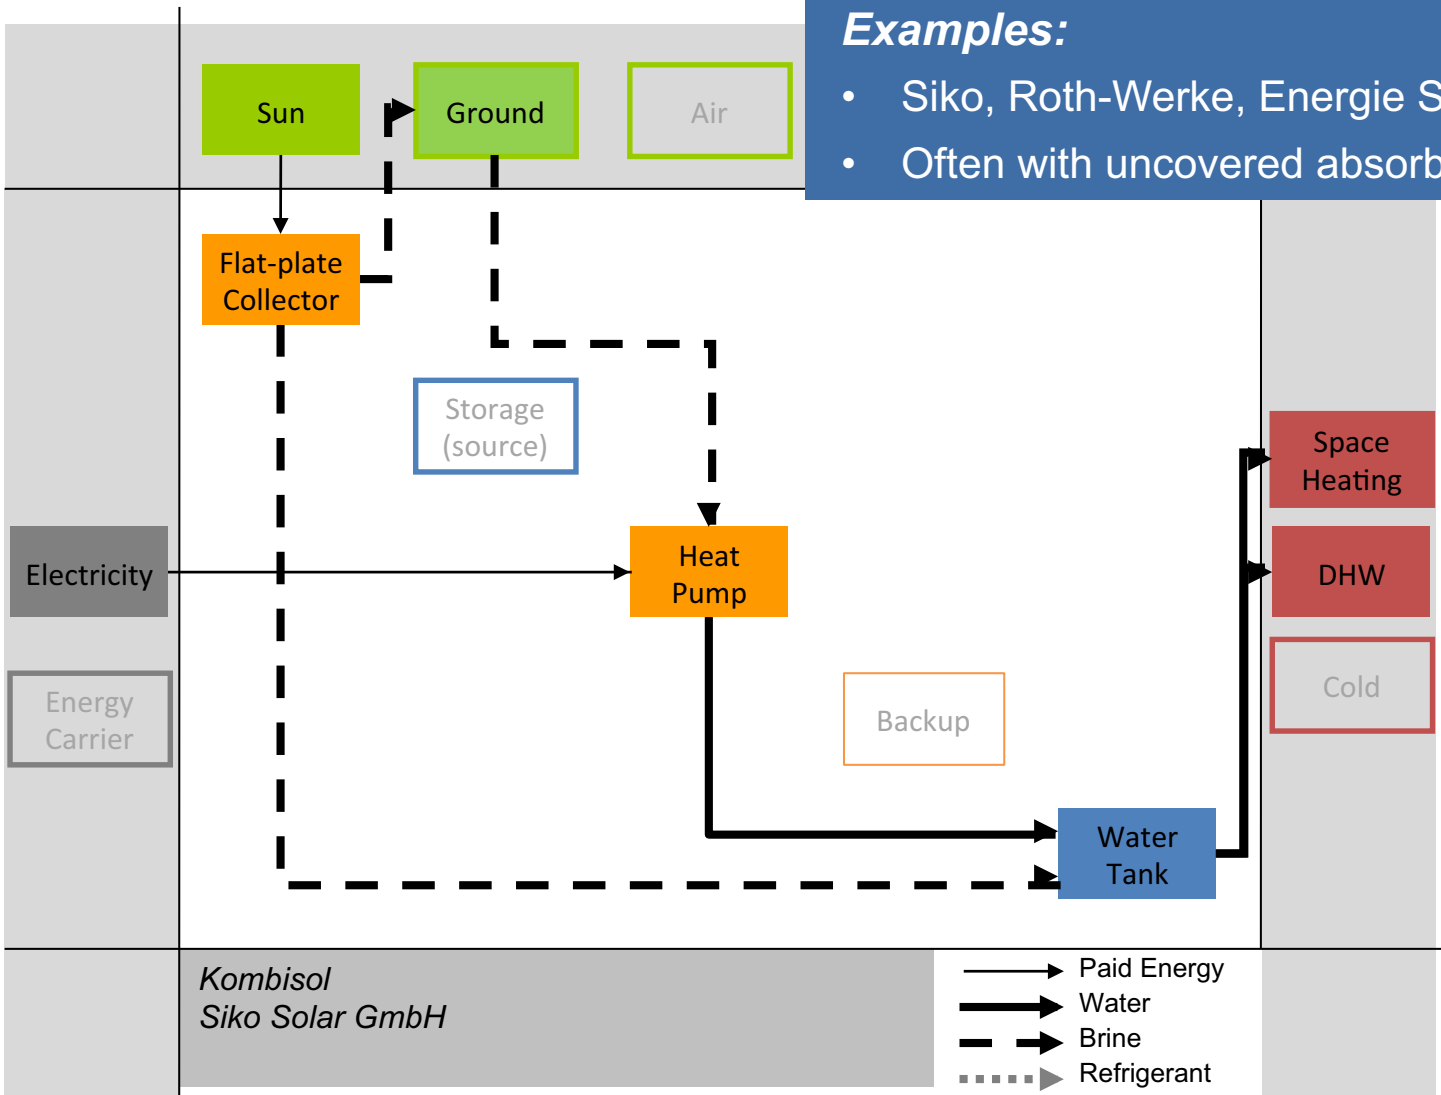 Examples:
• Siko, Roth-Werke, Energie S
• Often with uncovered absorb
Sun
Ground
Air
Flat-plate
Collector
Storage
(source)
Space
Heating
Electricity
Heat
Pump
DHW
Energy
Carrier
Backup
Cold
Water
Tank
Kombisol
Siko Solar GmbH
Paid Energy
Water
Brine
Refrigerant